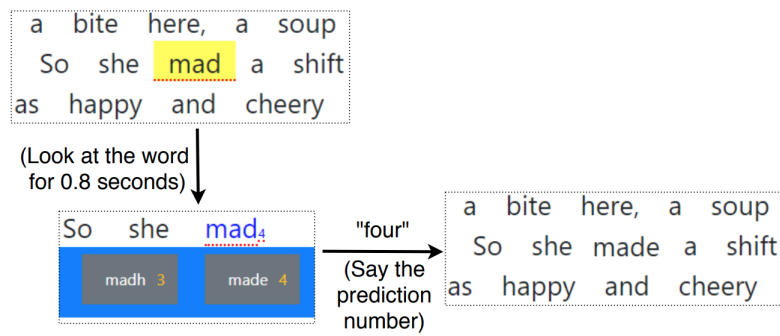 a bite here, a soup
So she mad a shift
as happy and cheery
(Look at the word
for 0.8 seconds)
So she mad4
madh 3 made 4
"four"
(Say the
prediction
number)
a bite here, a soup
So she made a shift
as happy and cheery